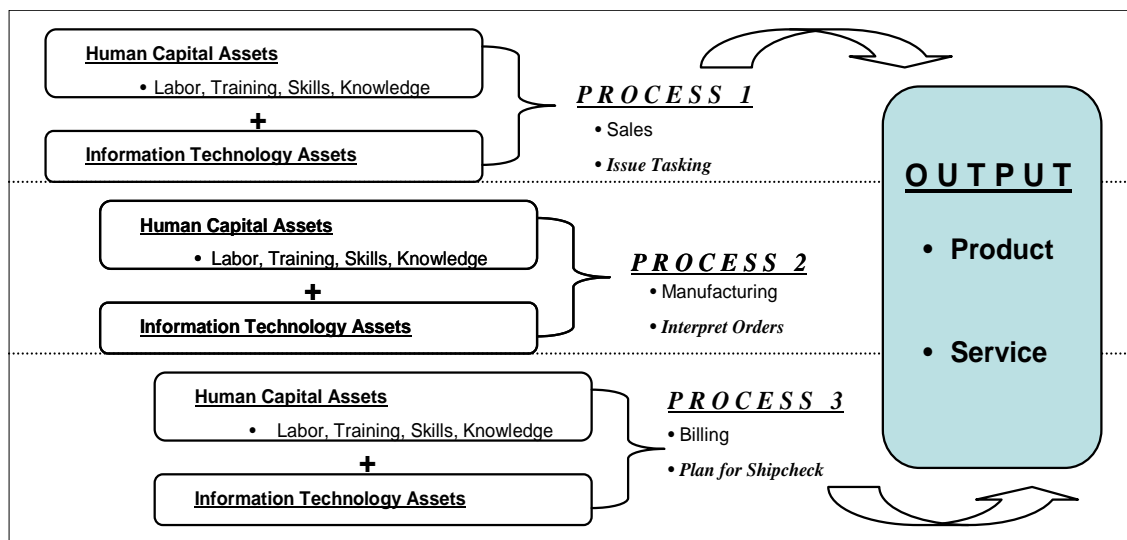 Human Capital Assets
• Labor, Training, Skills, Knowledge
+
Information Technology Assets
PROCESS 1
• Sales
• Issue Tasking
Human Capital Assets
• Labor, Training, Skills, Knowledge
+
Information Technology Assets
PROCESS 2
• Manufacturing
• Interpret Orders
Human Capital Assets
• Labor, Training, Skills, Knowledge
+
Information Technology Assets
PROCESS 3
• Billing
• Plan for Shipcheck
OUTPUT
• Product
• Service